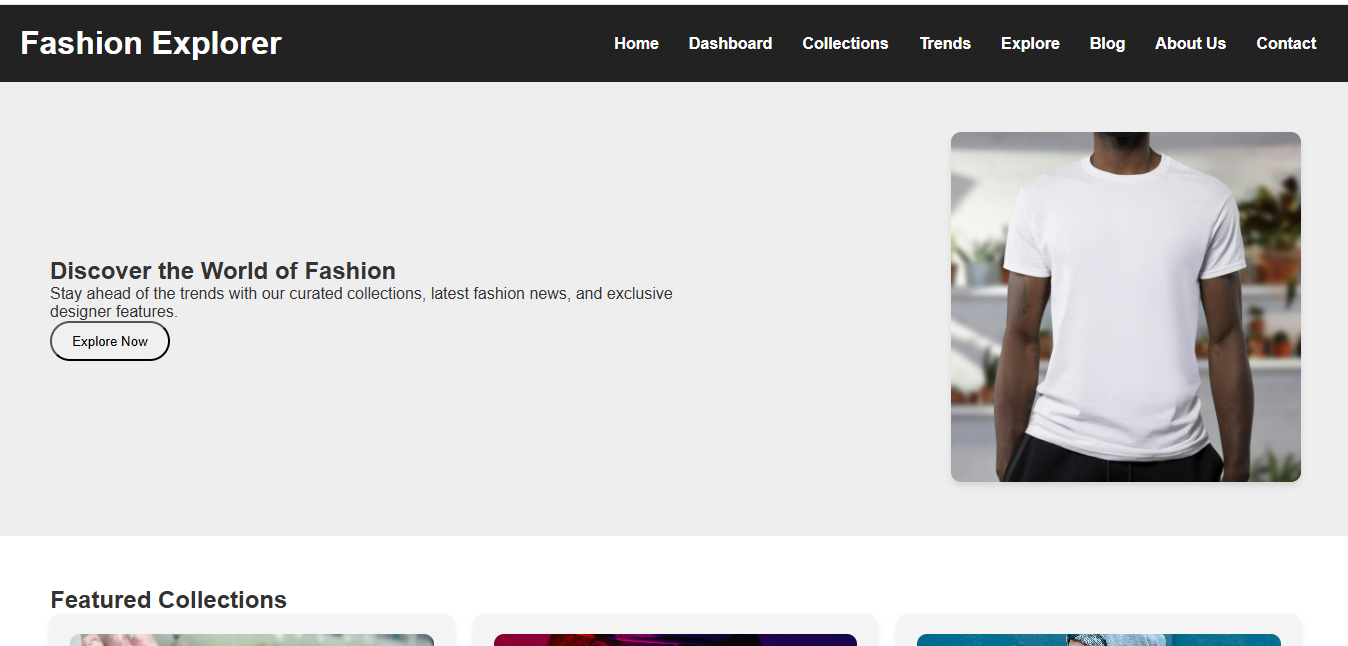 Fashion Explorer
Home Dashboard Collections Trends Explore Blog About Us Contact
Discover the World of Fashion
Stay ahead of the trends with our curated collections, latest fashion news, and exclusive
designer features.
Explore Now
Featured Collections